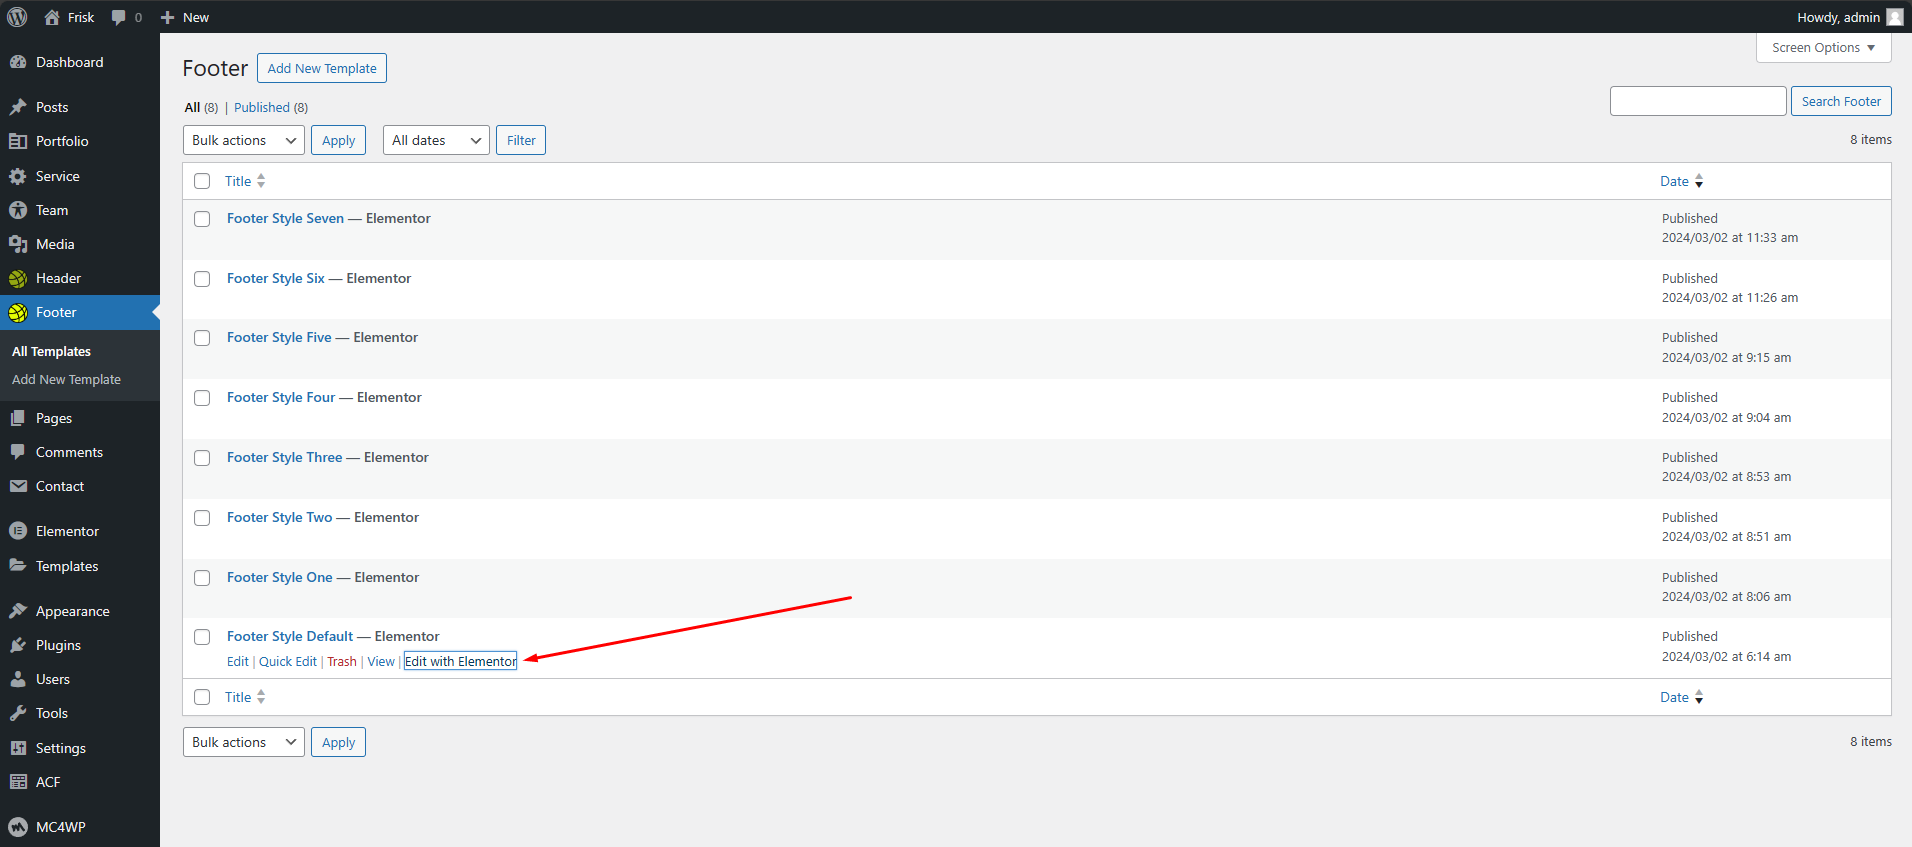 Frisk 0 New Howdy, admin
Dashboard
Posts
Portfolio
Service
Team
Media
Header
Footer
All Templates
Add New Template
Pages
Comments
Contact
Elementor
Templates
Appearance
Plugins
Users
Tools
Settings
ACF
MC4WP
Screen Options
Footer Add New Template
All (8) | Published (8)
Search Footer
Bulk actions Apply All dates Filter 8 items
Title Date
Footer Style Seven — Elementor Published
2024/03/02 at 11:33 am
Footer Style Six — Elementor Published
2024/03/02 at 11:26 am
Footer Style Five — Elementor Published
2024/03/02 at 9:15 am
Footer Style Four — Elementor Published
2024/03/02 at 9:04 am
Footer Style Three — Elementor Published
2024/03/02 at 8:53 am
Footer Style Two — Elementor Published
2024/03/02 at 8:51 am
Footer Style One — Elementor Published
2024/03/02 at 8:06 am
Footer Style Default — Elementor Published
Edit | Quick Edit | Trash | View | Edit with Elementor 2024/03/02 at 6:14 am
Title Date
Bulk actions Apply 8 items